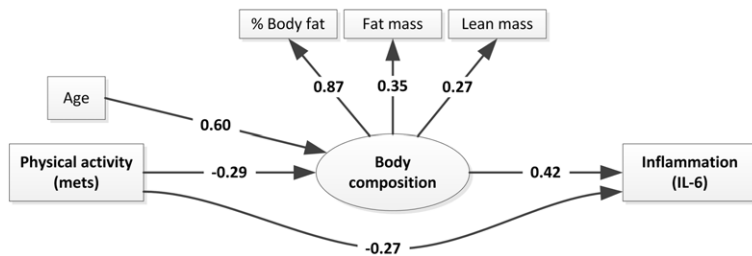 % Body fat
Fat mass
Lean mass
0.87
0.35
0.27
Age
0.60
Physical activity
(mets)
-0.29
Body
composition
0.42
Inflammation
(IL-6)
-0.27